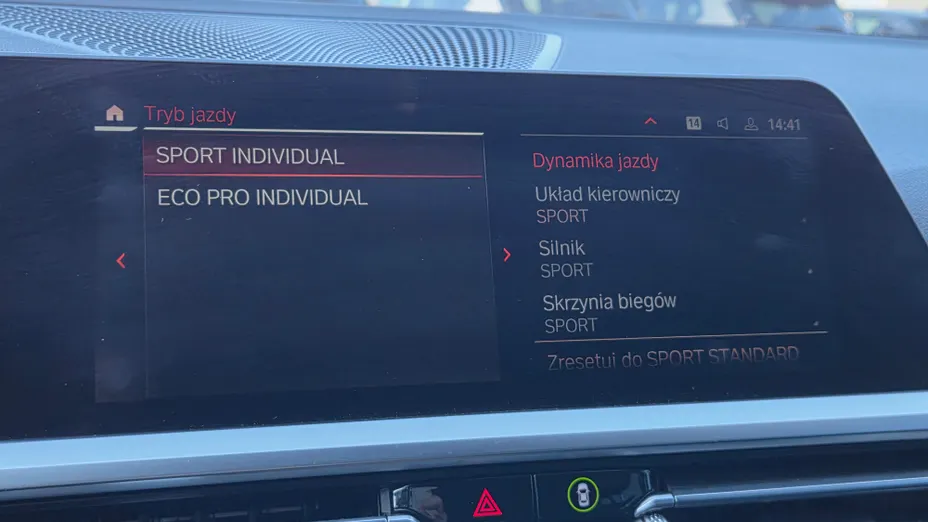 Tryb jazdy
14 14:41
SPORT INDIVIDUAL
ECO PRO INDIVIDUAL
Dynamika jazdy
Układ kierowniczy
SPORT
Silnik
SPORT
Skrzynia biegów
SPORT
Zresetuj do SPORT STANDARD